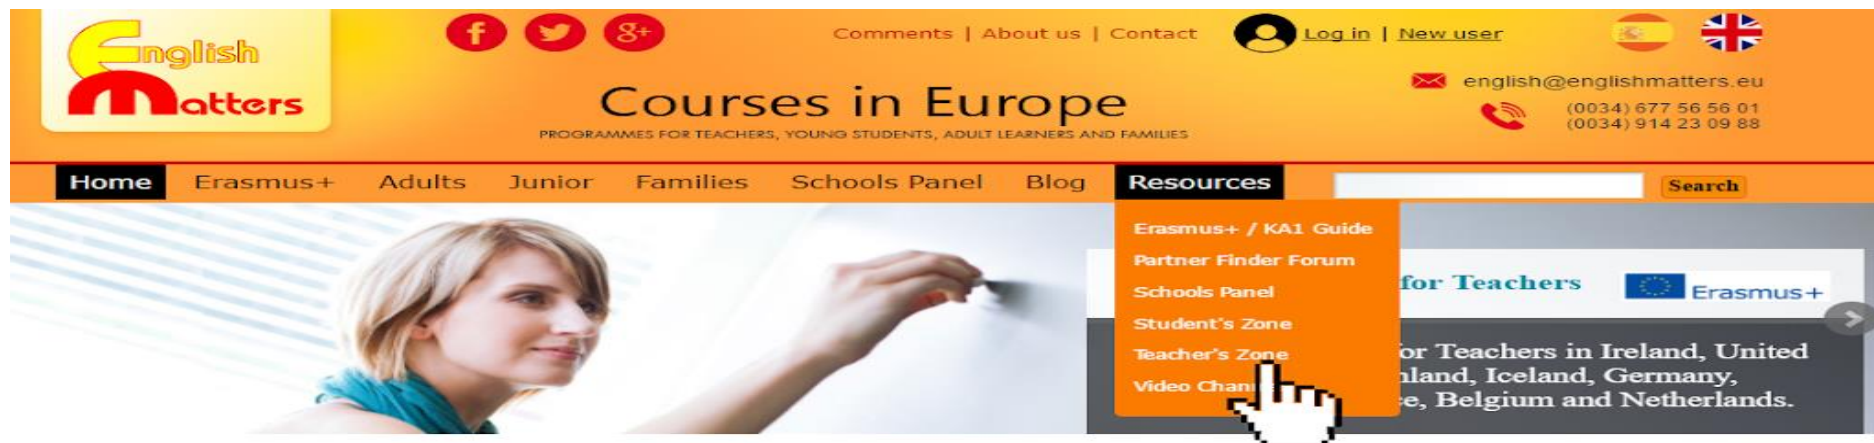 English
Matters
Comments | About us | Contact
Log in | New user
english@englishmatters.eu
Courses in Europe
(0034) 677 56 56 01
(0034) 914 23 09 88
PROGRAMMES FOR TEACHERS, YOUNG STUDENTS, ADULT LEARNERS AND FAMILIES
Home Erasmus+ Adults Junior Families Schools Panel Blog Resources Search
Erasmus+ / KA1 Guide
Partner Finder Forum
Schools Panel
Student's Zone
Teacher's Zone
Video
for Teachers
Erasmus+
for Teachers in Ireland, United
Iceland, Germany,
Belgium and Netherlands.